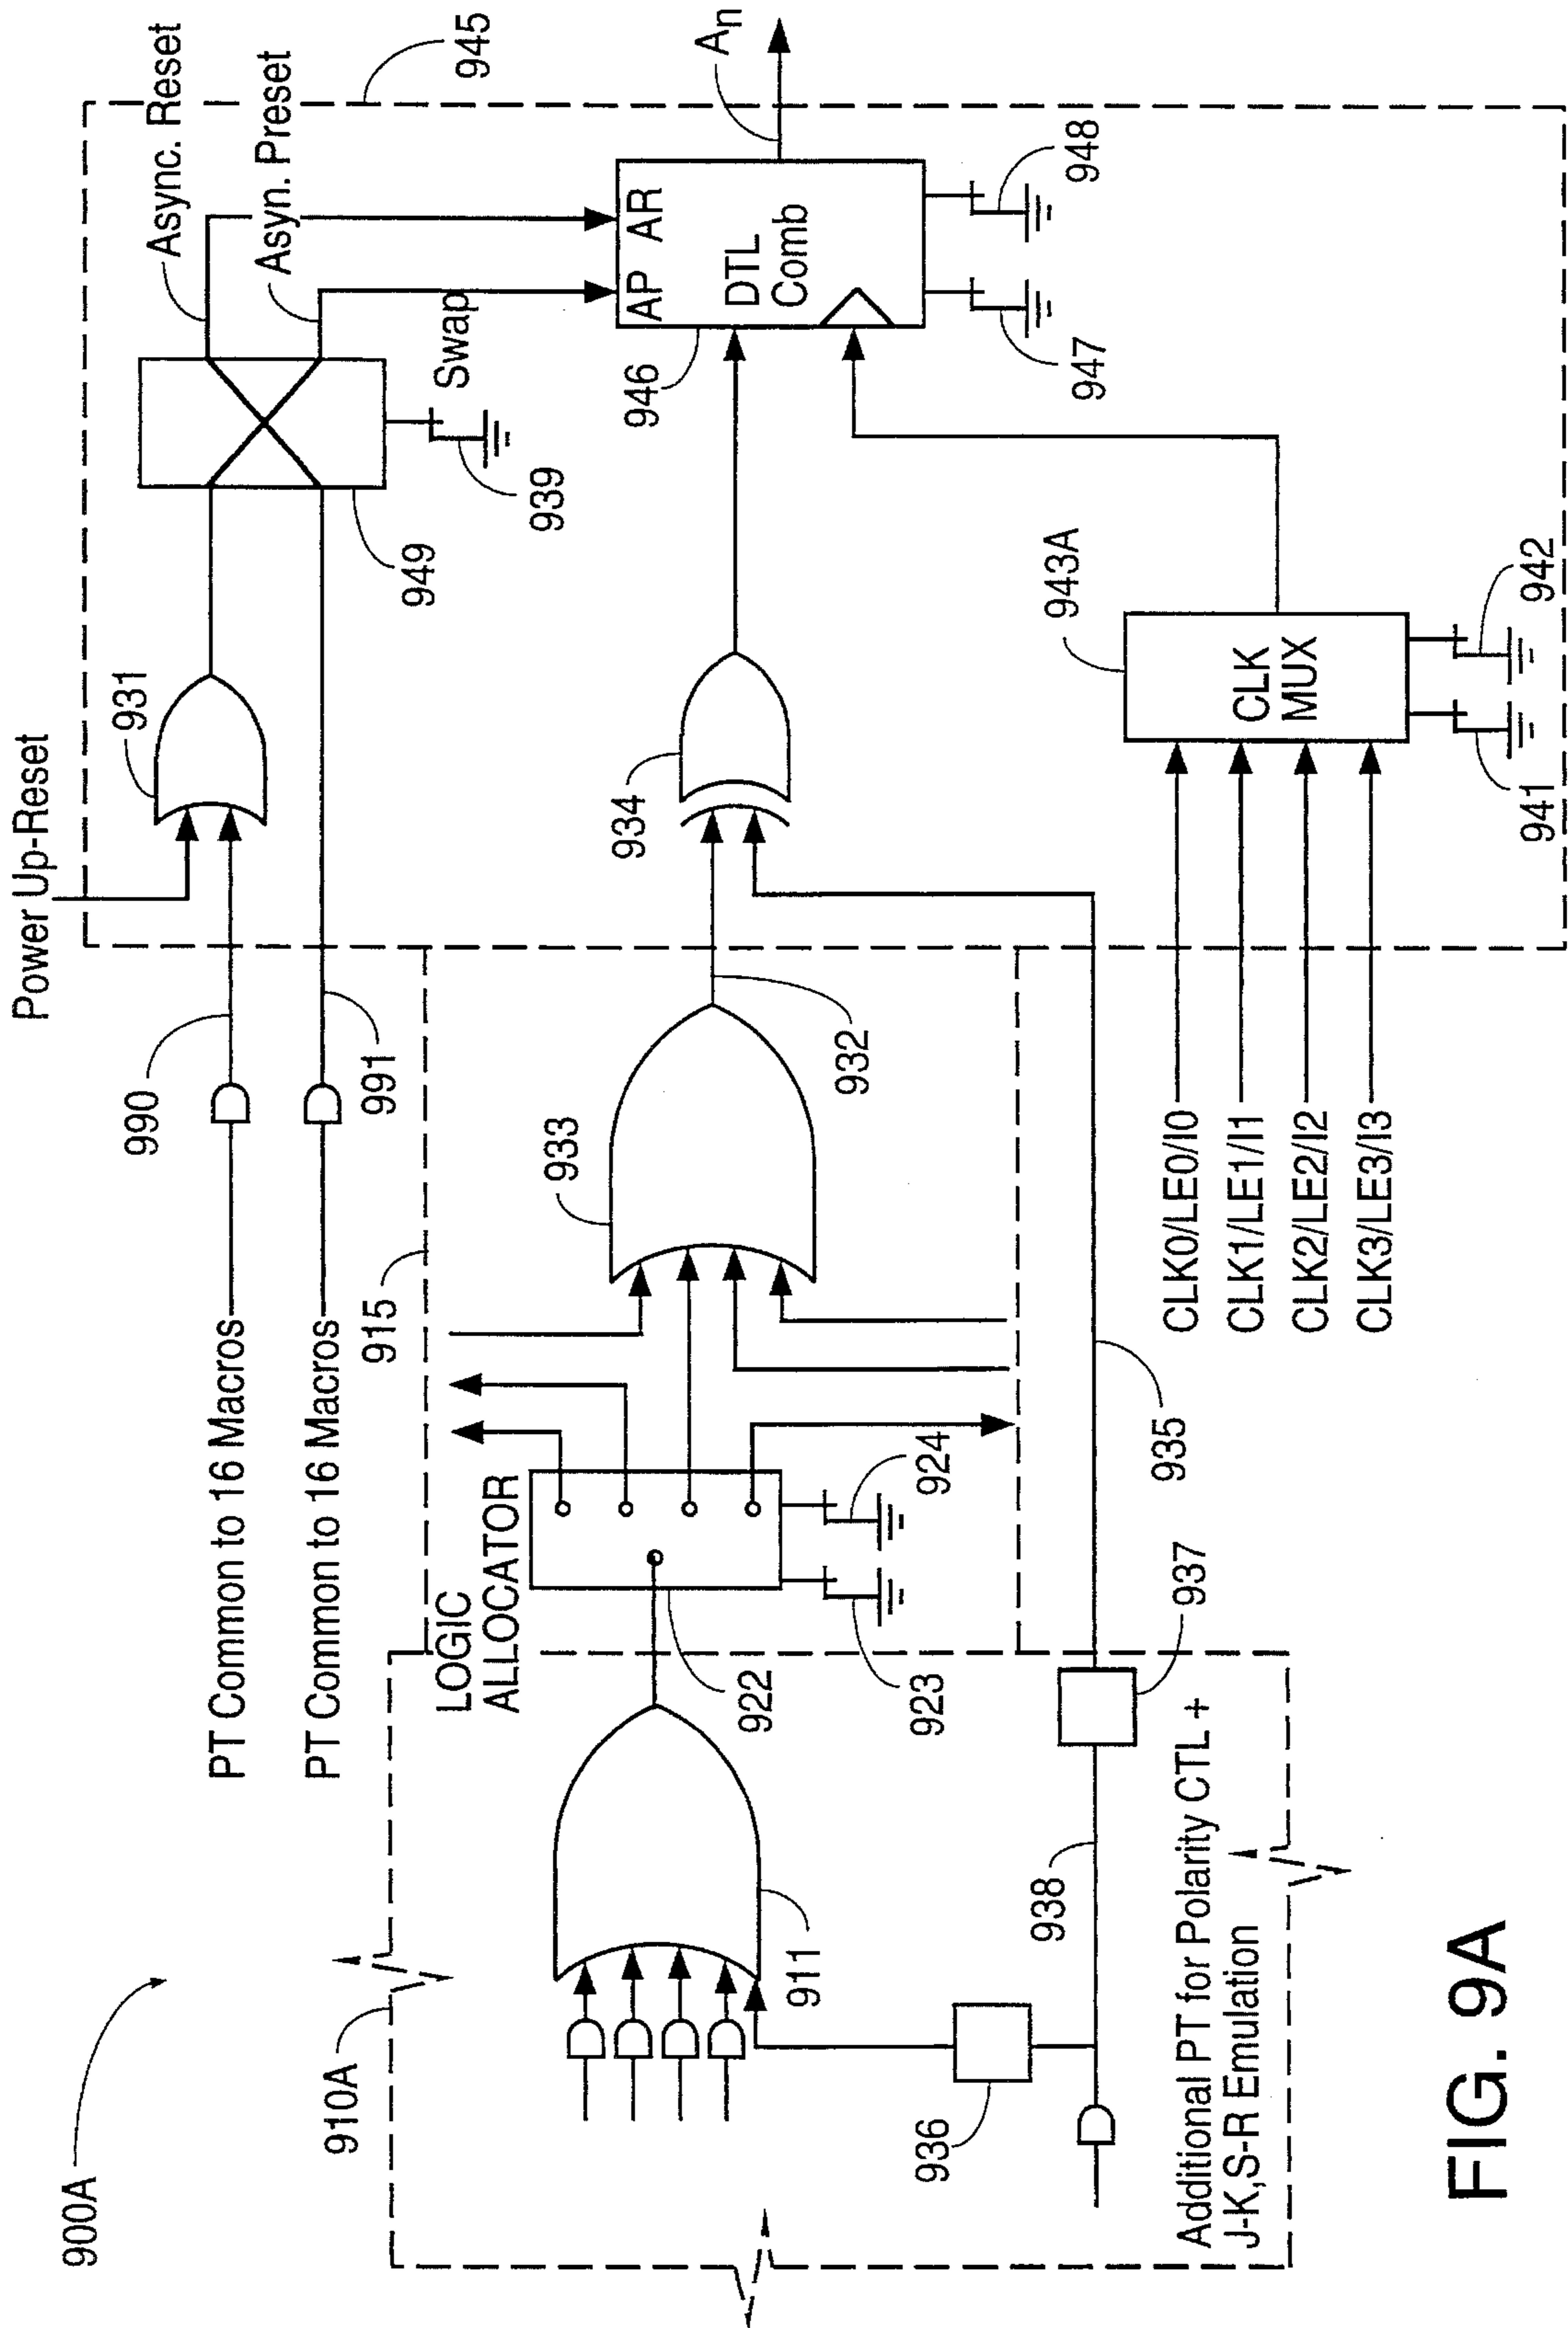 900A
910A
PT Common to 16 Macros
PT Common to 16 Macros
990
991
Power Up-Reset
931
949
939
Swap
Async. Reset
Asyn. Preset
945
915
LOGIC
ALLOCATOR
911
922
923
924
933
932
934
946
AP AR
DTL
Comb
An
947
948
936
938
937
935
Additional PT for Polarity CTL +
J-K,S-R Emulation
CLK0/LE0/I0
CLK1/LE1/I1
CLK2/LE2/I2
CLK3/LE3/I3
943A
CLK
MUX
941
942
FIG. 9A